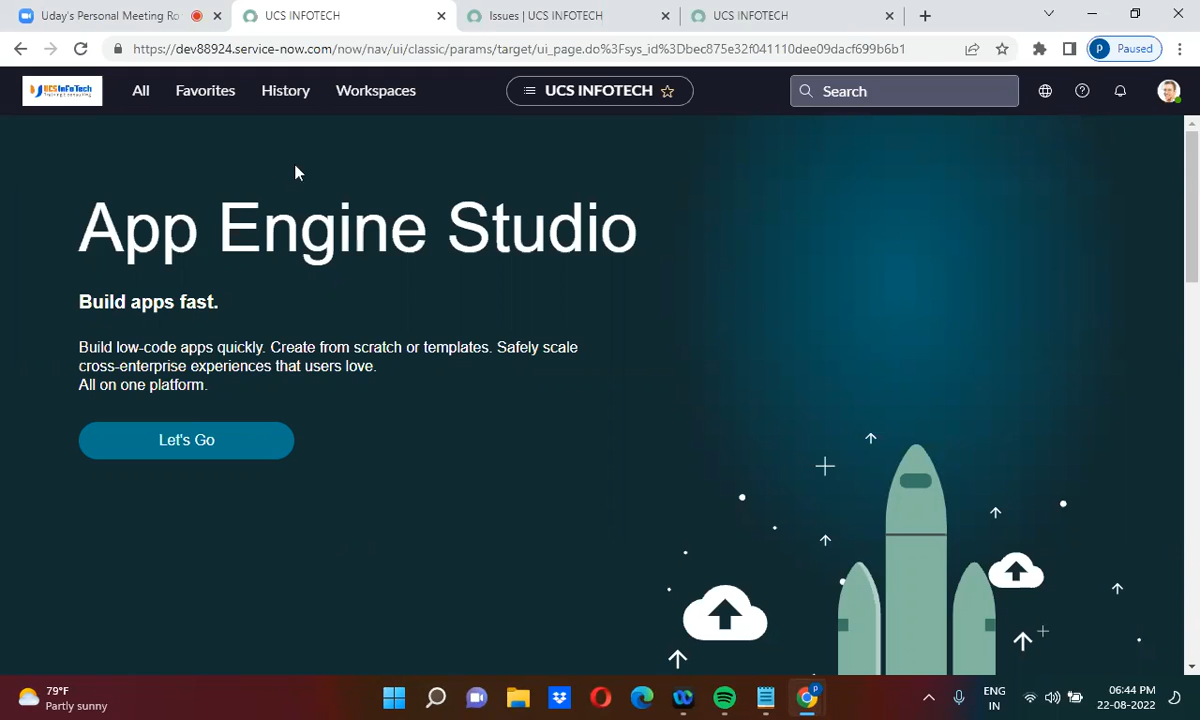 Uday's Personal Meeting Ro
UCS INFOTECH
Issues | UCS INFOTECH
UCS INFOTECH
https://dev88924.service-now.com/now/nav/ui/classic/params/target/ui_page.do%3Fsys_id%3Dbec875e32f041110dee09dacf699b6b1
P Paused
UCSInFoTech
All
Favorites
History
Workspaces
UCS INFOTECH
Search
App Engine Studio
Build apps fast.
Build low-code apps quickly. Create from scratch or templates. Safely scale
cross-enterprise experiences that users love.
All on one platform.
Let's Go
79°F
Partly sunny
P
ENG
IN
06:44 PM
22-08-2022